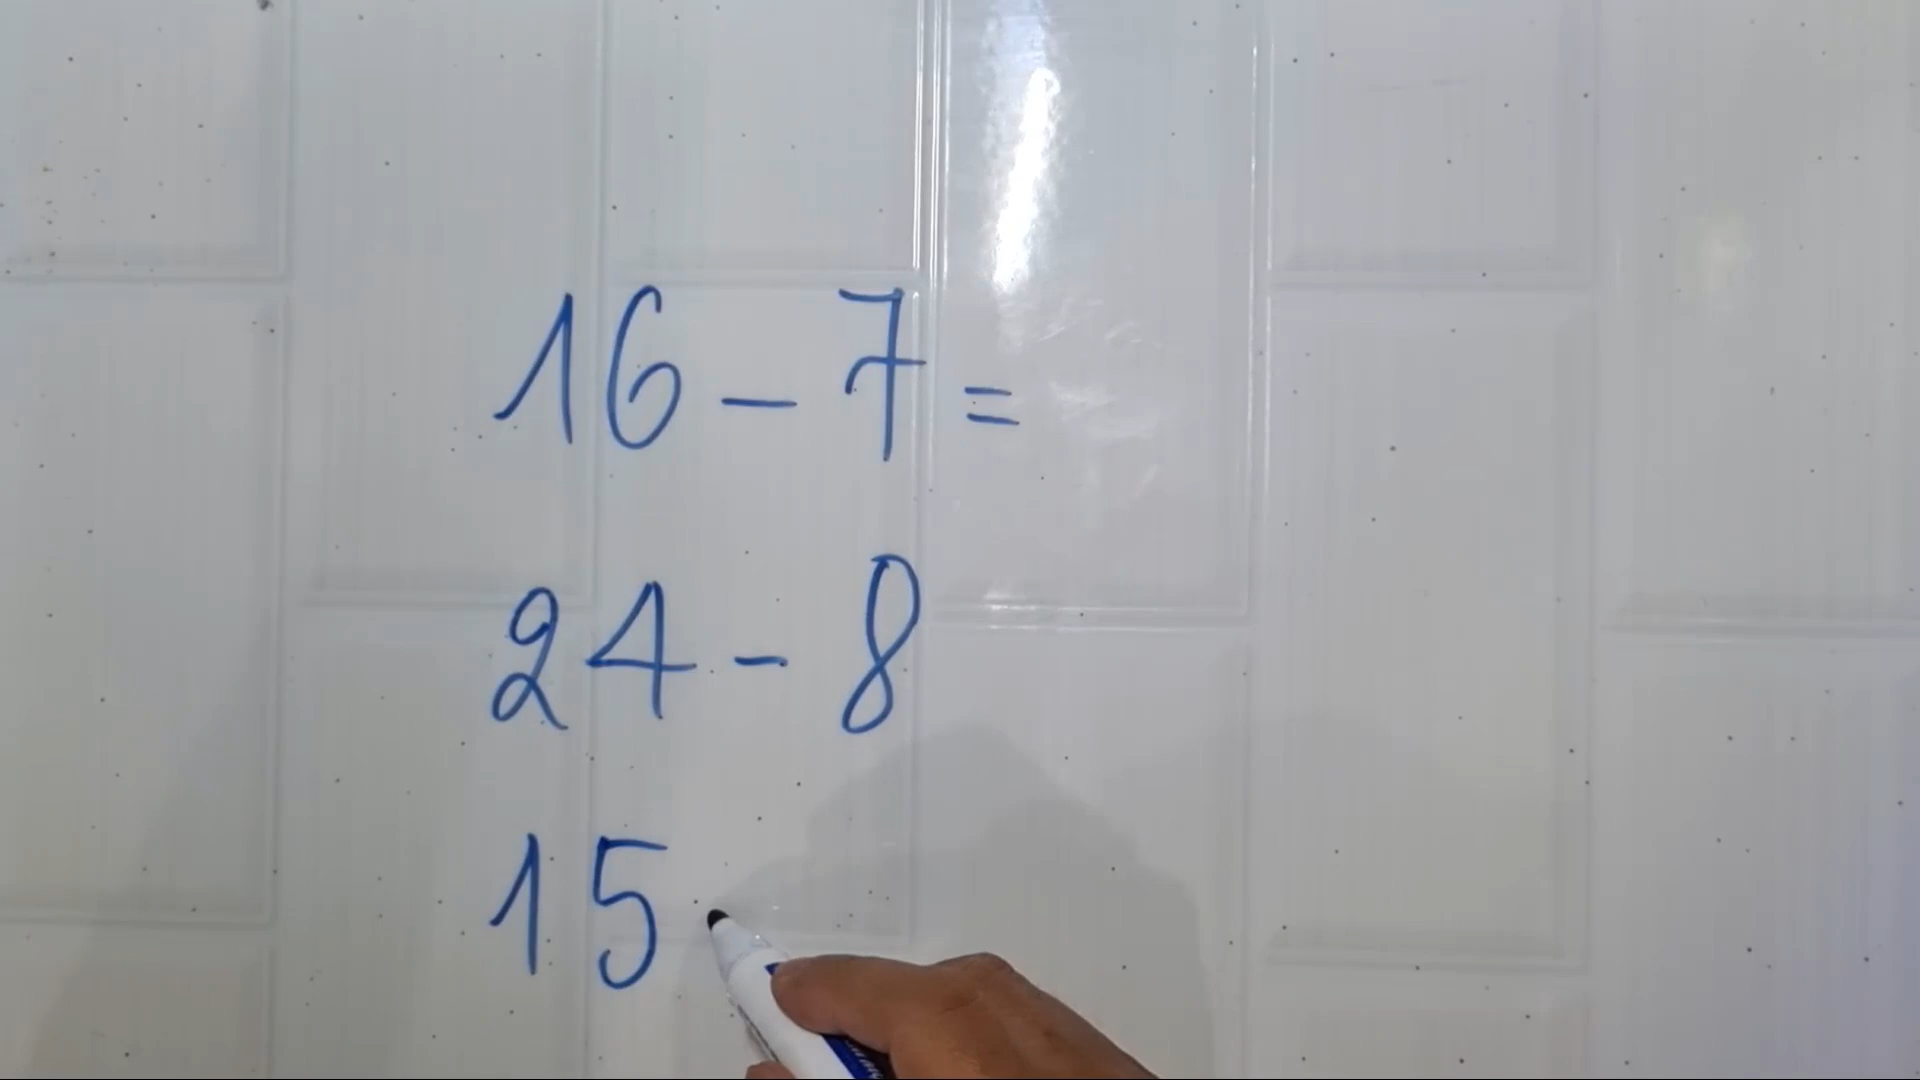 16 - 7 =
24 - 8
15